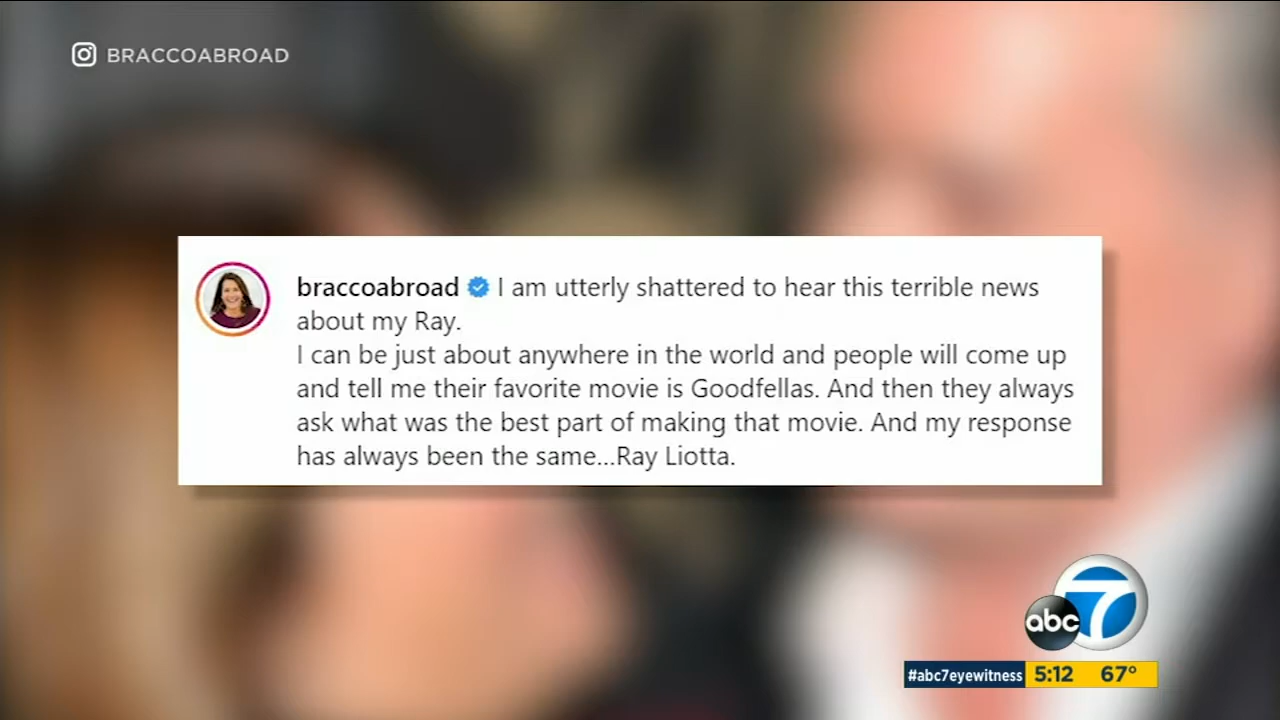 BRACCOABROAD
braccoabroad I am utterly shattered to hear this terrible news
about my Ray.
I can be just about anywhere in the world and people will come up
and tell me their favorite movie is Goodfellas. And then they always
ask what was the best part of making that movie. And my response
has always been the same...Ray Liotta.
abc 7
#abc7eyewitness 5:12 67°